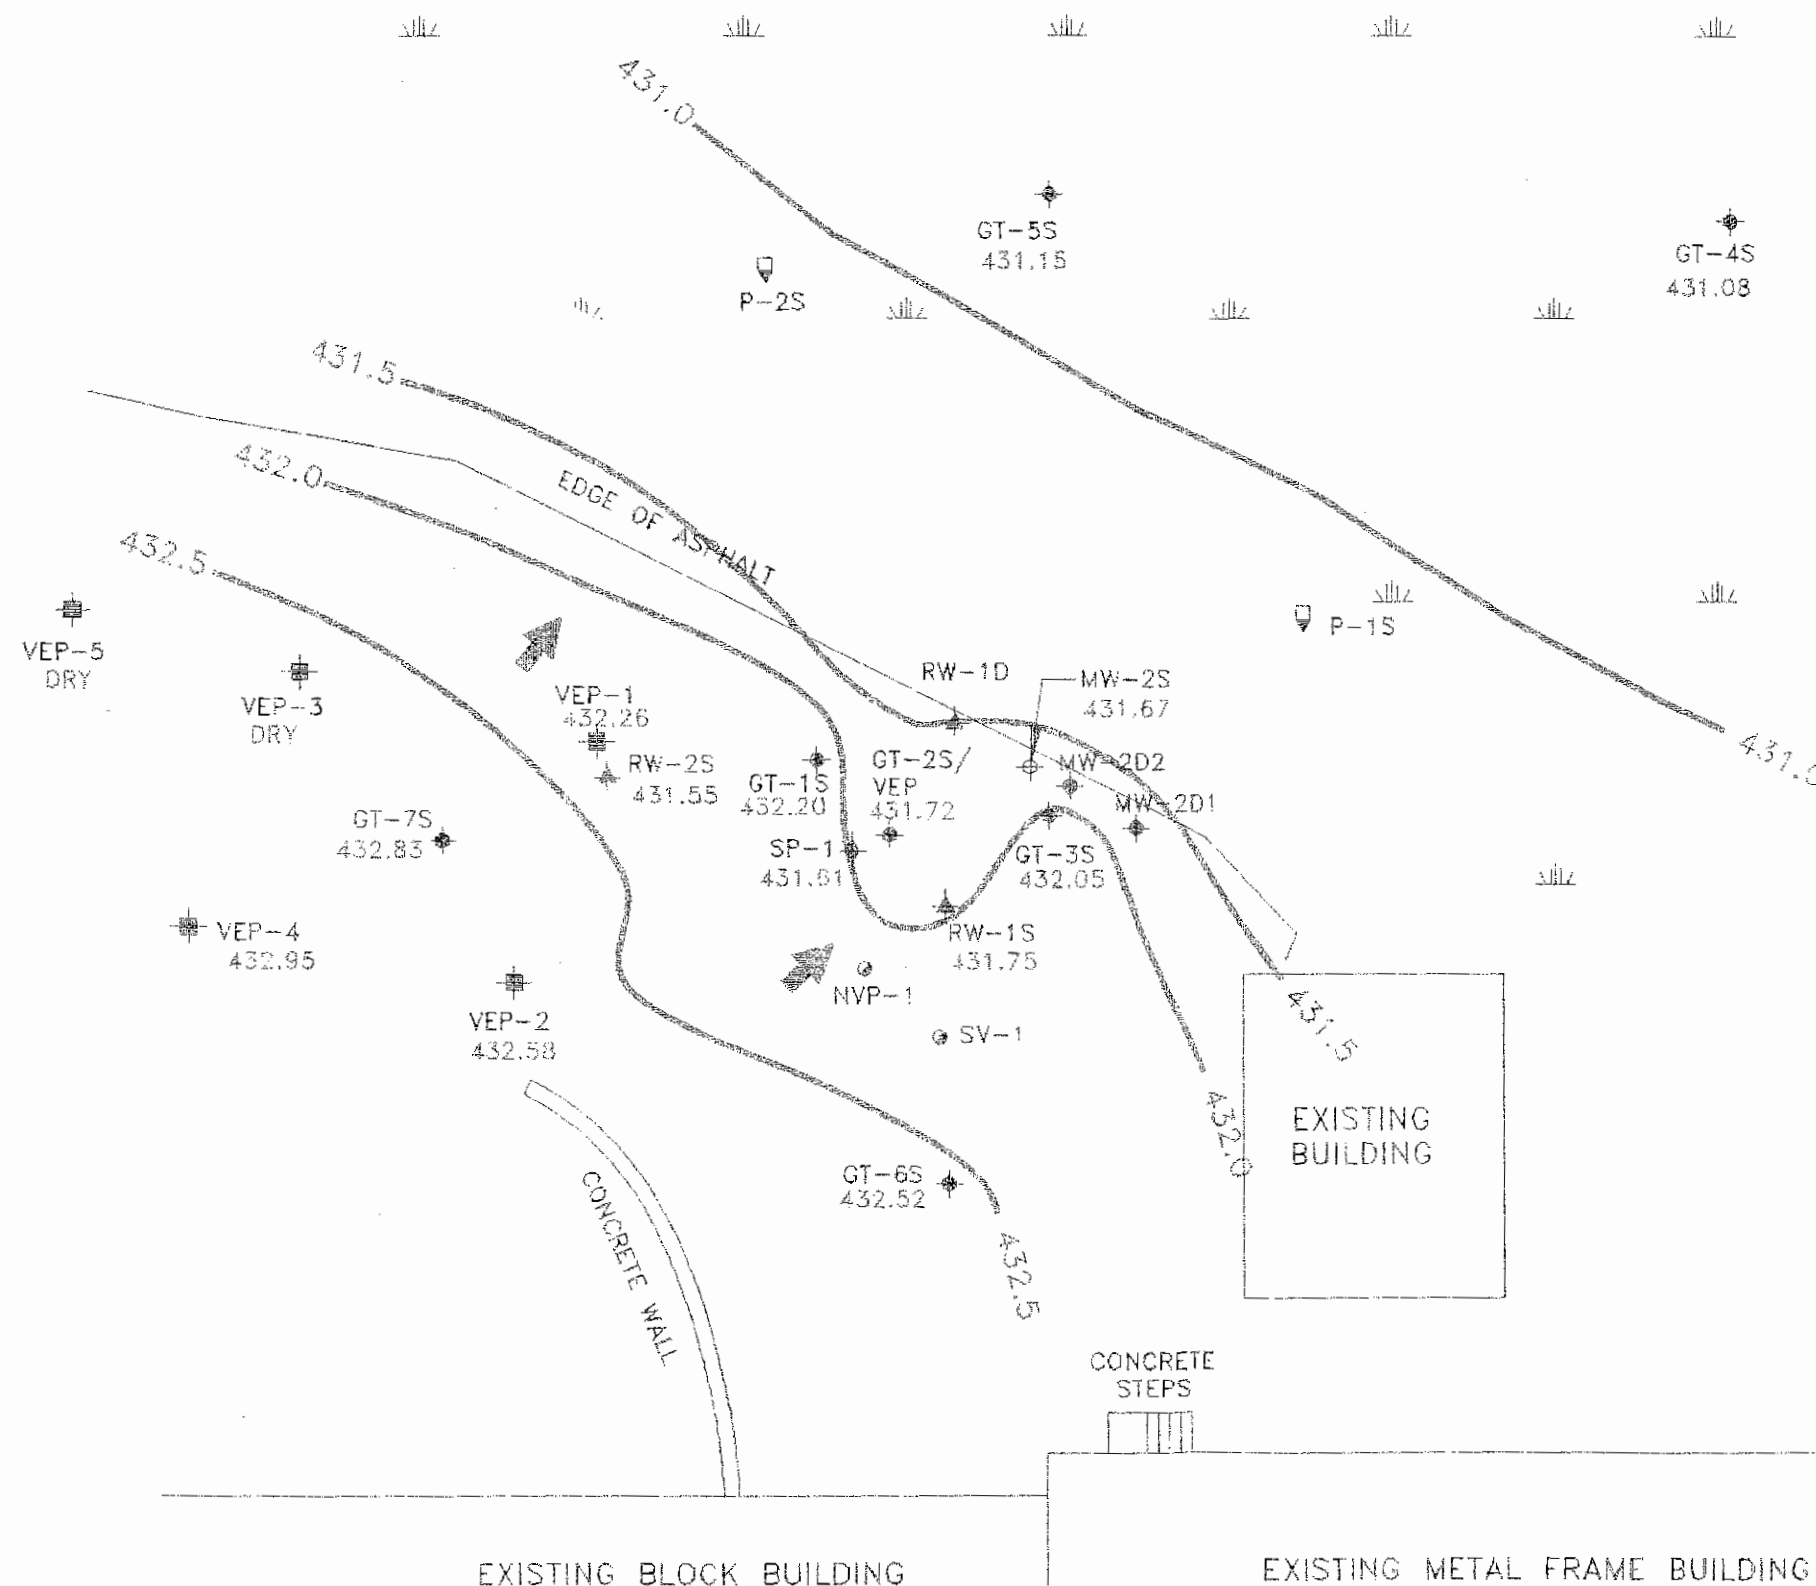 431.0
GT-5S
431.15
GT-4S
431.08
P-2S
431.5
432.0
EDGE OF ASPHALT
432.5
VEP-5
DRY
VEP-3
DRY
P-1S
RW-1D
MW-2S
431.67
VEP-1
432.26
RW-2S
431.55
GT-1S
432.20
GT-2S/
VEP
431.72
MW-2D2
MW-2D1
431.0
GT-7S
432.83
SP-1
431.61
GT-3S
432.05
VEP-4
432.95
RW-1S
431.75
NVP-1
SV-1
VEP-2
432.58
431.5
432.0
EXISTING
BUILDING
GT-6S
432.52
432.5
CONCRETE WALL
CONCRETE
STEPS
EXISTING BLOCK BUILDING
EXISTING METAL FRAME BUILDING